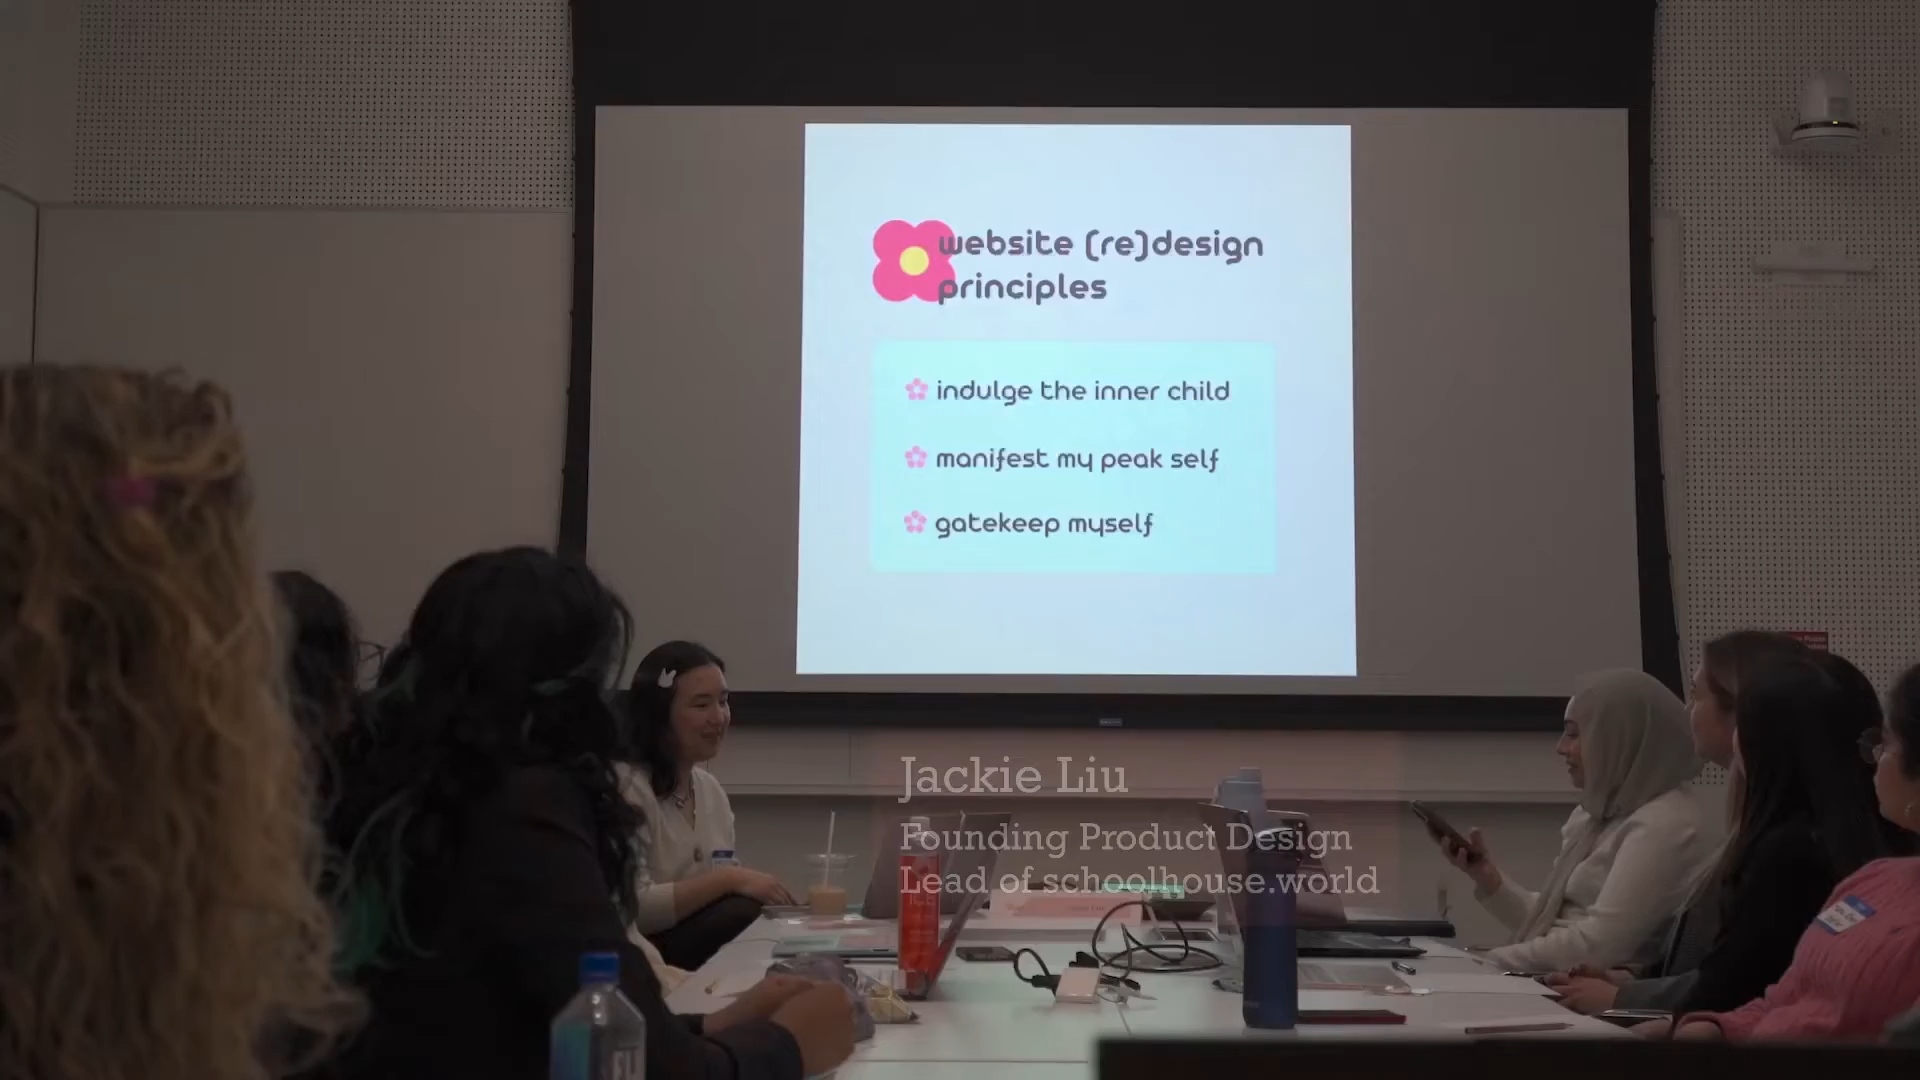 website (re)design
principles
indulge the inner child
manifest my peak self
gatekeep myself
Jackie Liu
Founding Product Design
Lead of schoolhouse.world
ICE